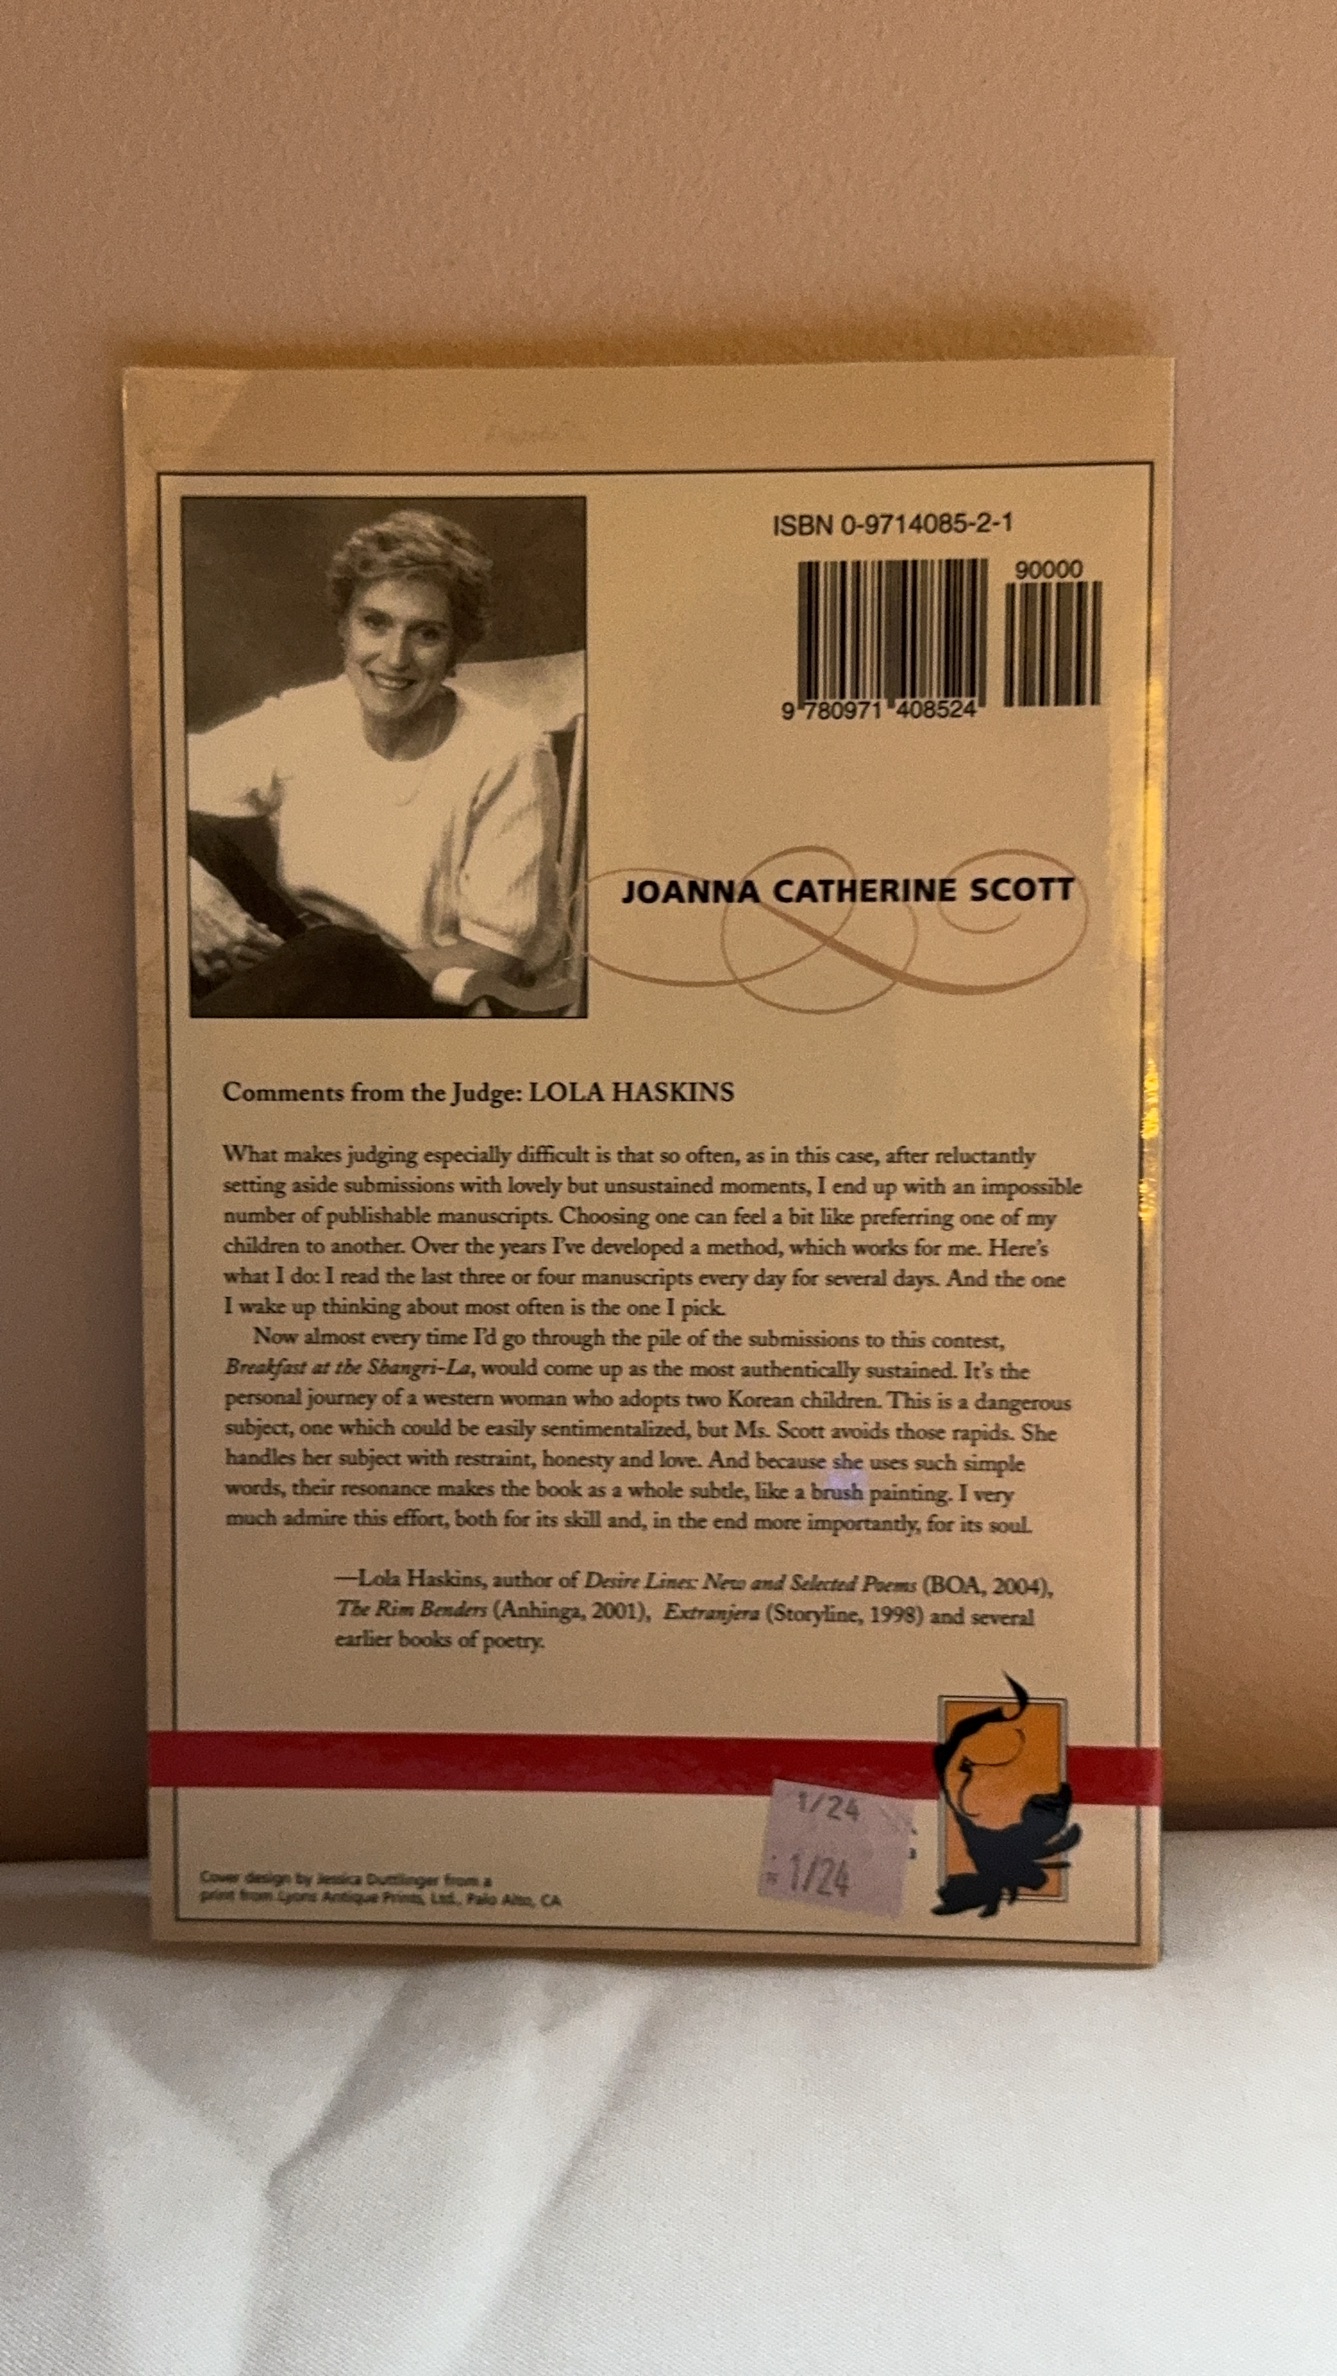 ISBN 0-9714085-2-1
90000
9 780971 408524
JOANNA CATHERINE SCOTT
Comments from the Judge: LOLA HASKINS
What makes judging especially difficult is that so often, as in this case, after reluctantly
setting aside submissions with lovely but unsustained moments, I end up with an impossible
number of publishable manuscripts. Choosing one can feel a bit like preferring one of my
children to another. Over the years I've developed a method, which works for me. Here's
what I do: I read the last three or four manuscripts every day for several days. And the one
I wake up thinking about most often is the one I pick.
Now almost every time I'd go through the pile of the submissions to this contest,
Breakfast at the Shangri-La, would come up as the most authentically sustained. It's the
personal journey of a western woman who adopts two Korean children. This is a dangerous
subject, one which could be easily sentimentalized, but Ms. Scott avoids those rapids. She
handles her subject with restraint, honesty and love. And because she uses such simple
words, their resonance makes the book as a whole subtle, like a brush painting. I very
much admire this effort, both for its skill and, in the end more importantly, for its soul.
—Lola Haskins, author of Desire Lines: New and Selected Poems (BOA, 2004),
The Rim Benders (Anhinga, 2001), Extranjera (Storyline, 1998) and several
earlier books of poetry.
1/24
1/24
Cover design by Jessica Duttlinger from a
print from Lyons Antique Prints, Ltd., Palo Alto, CA